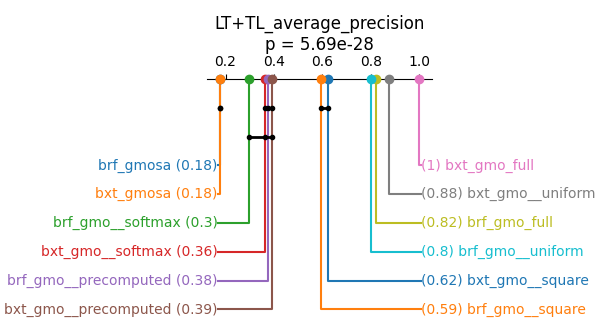 LT+TL_average_precision
p = 5.69e-28
0.2 0.4 0.6 0.8 1.0
brf_gmosa (0.18)
bxt_gmosa (0.18)
brf_gmo__softmax (0.3)
bxt_gmo__softmax (0.36)
brf_gmo__precomputed (0.38)
bxt_gmo__precomputed (0.39)
(1) bxt_gmo_full
(0.88) bxt_gmo__uniform
(0.82) brf_gmo_full
(0.8) brf_gmo__uniform
(0.62) bxt_gmo__square
(0.59) brf_gmo__square